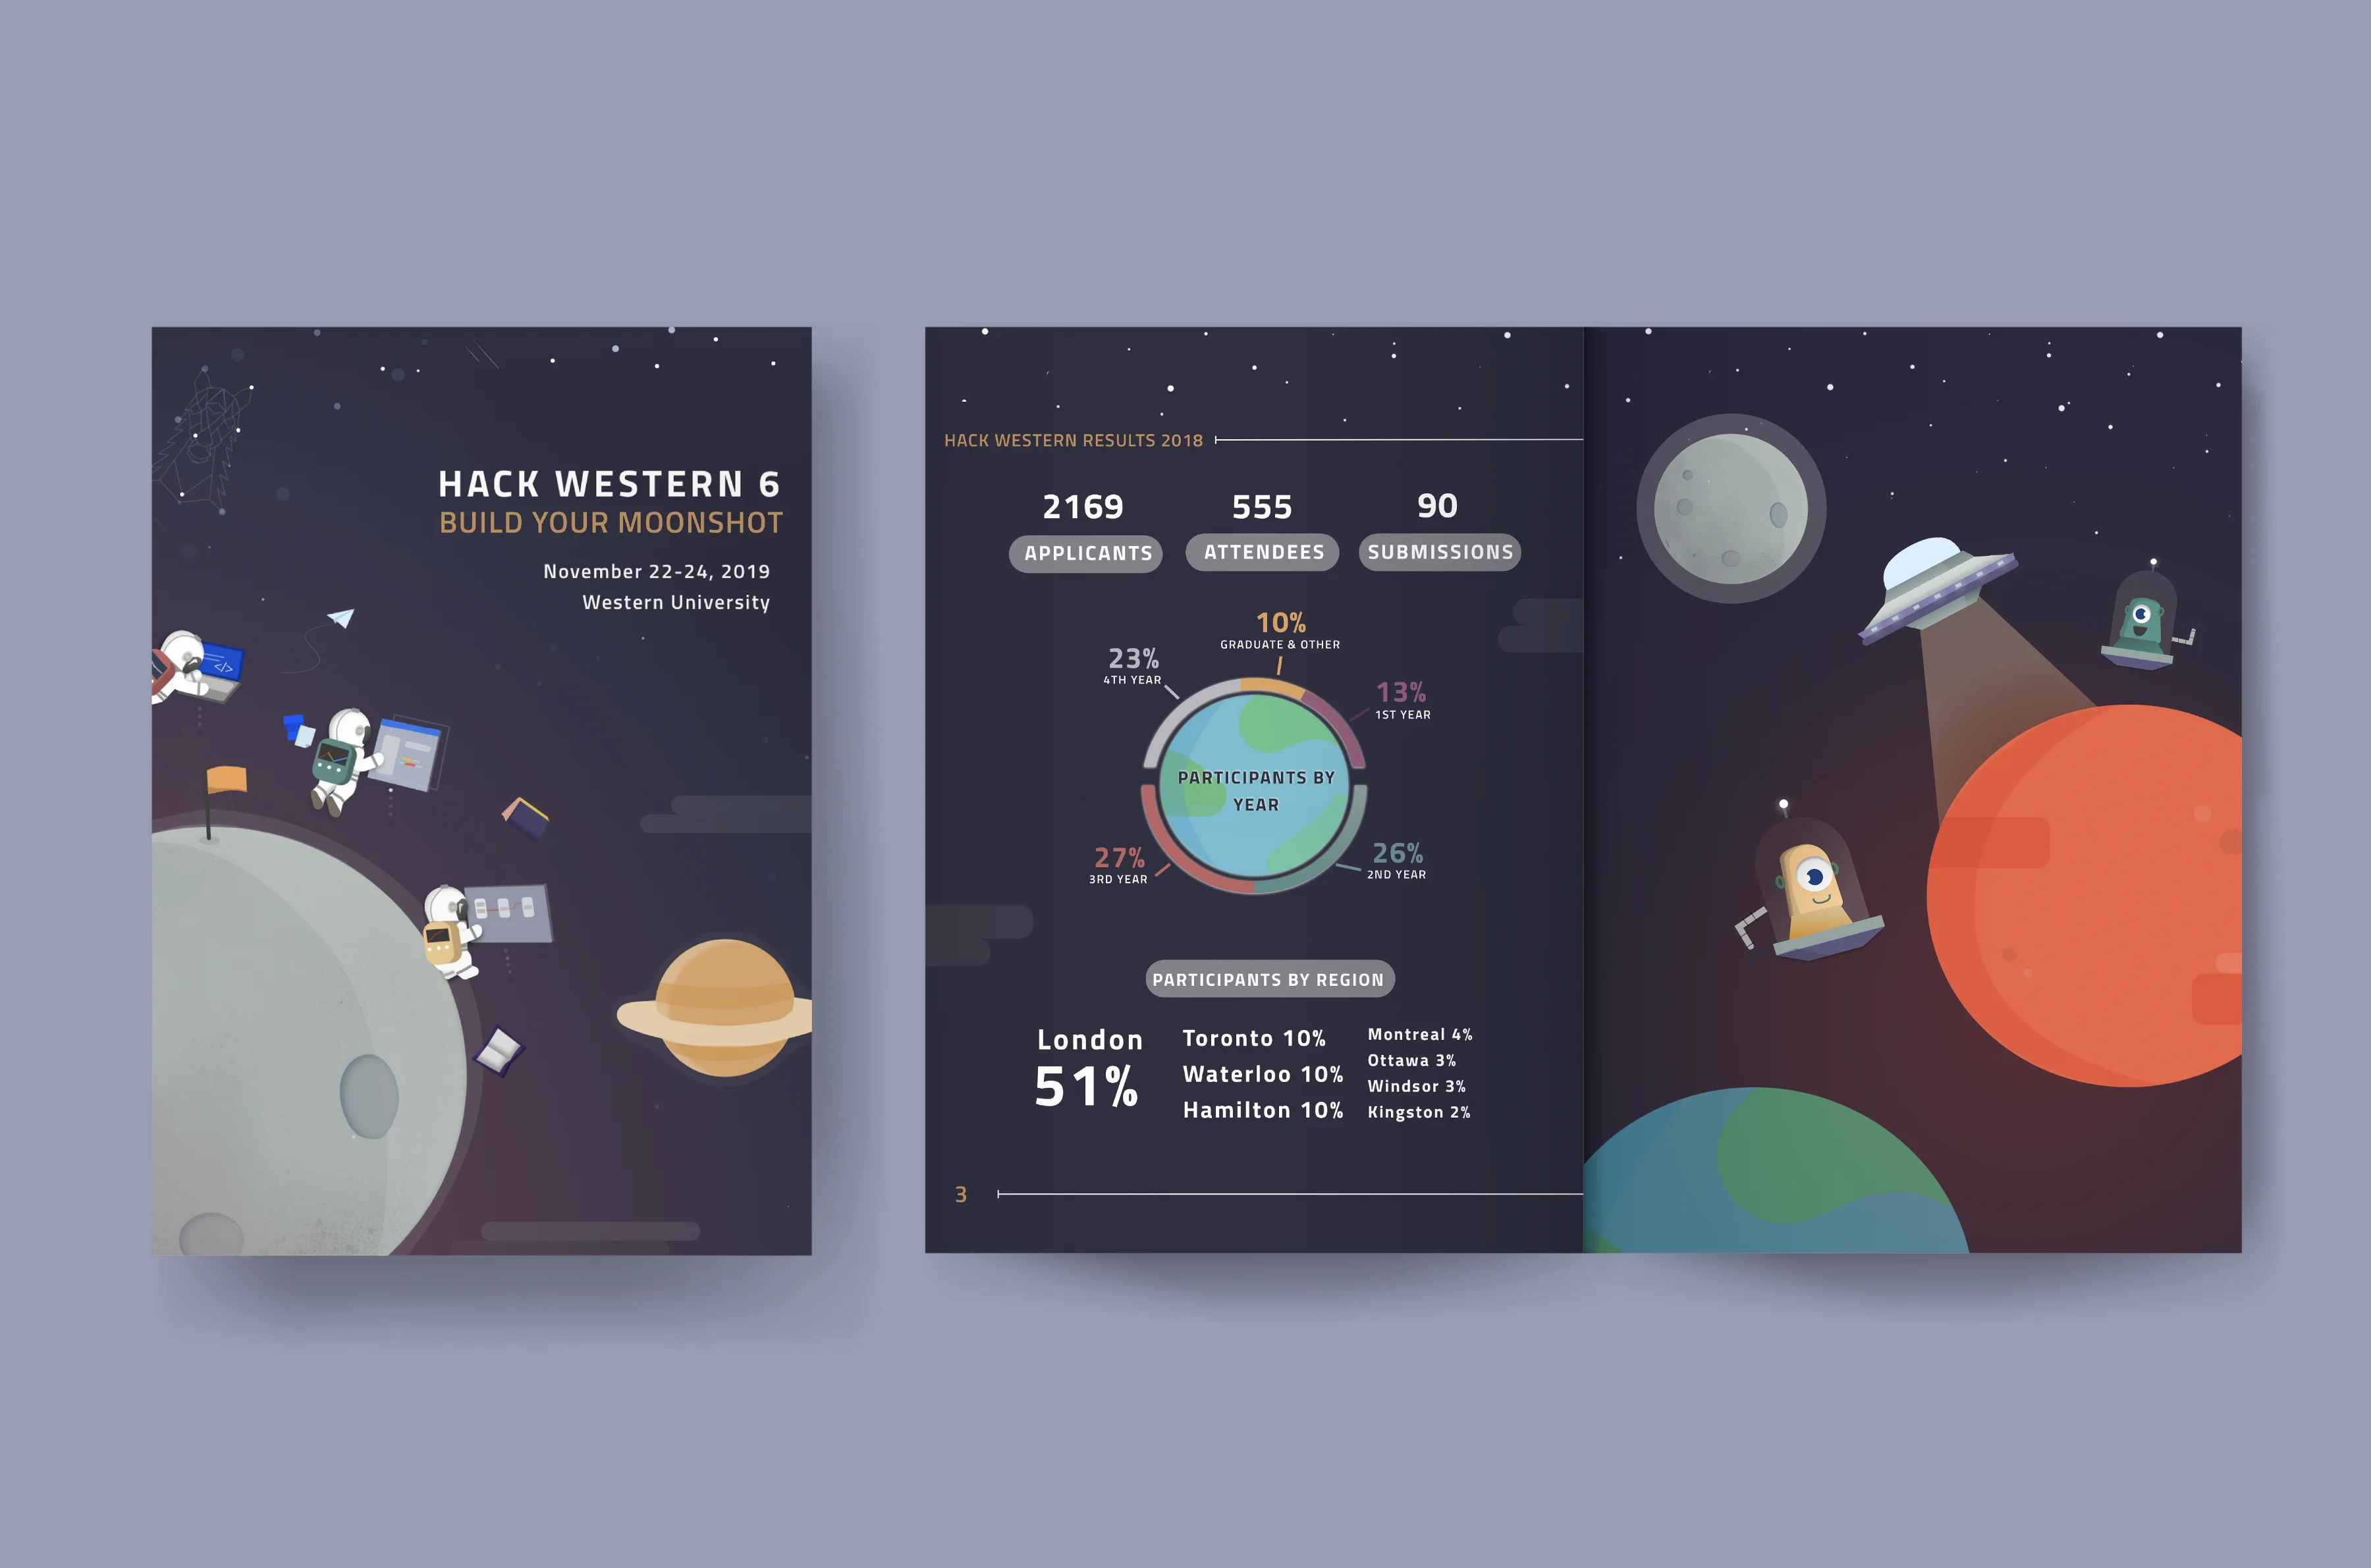 HACK WESTERN 6
BUILD YOUR MOONSHOT
November 22-24, 2019
Western University
</>
HACK WESTERN RESULTS 2018
2169
APPLICANTS
555
ATTENDEES
90
SUBMISSIONS
10%
GRADUATE & OTHER
23%
4TH YEAR
13%
1ST YEAR
PARTICIPANTS BY
YEAR
27%
3RD YEAR
26%
2ND YEAR
PARTICIPANTS BY REGION
London
51%
Toronto 10%
Waterloo 10%
Hamilton 10%
Montreal 4%
Ottawa 3%
Windsor 3%
Kingston 2%
3